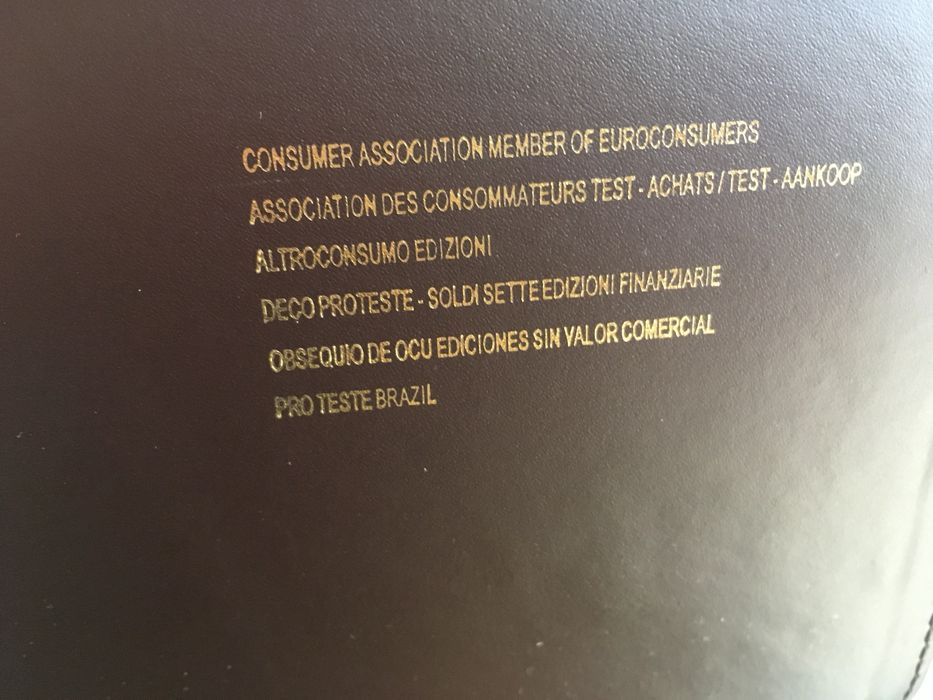 CONSUMER ASSOCIATION MEMBER OF EUROCONSUMERS
ASSOCIATION DES CONSOMMATEURS TEST - ACHATS / TEST - AANKOOP
ALTROCONSUMO EDIZIONI
DEÇO PROTESTE - SOLDI SETTE EDIZIONI FINANZIARIE
OBSEQUIO DE OCU EDICIONES SIN VALOR COMERCIAL
PRO TESTE BRAZIL